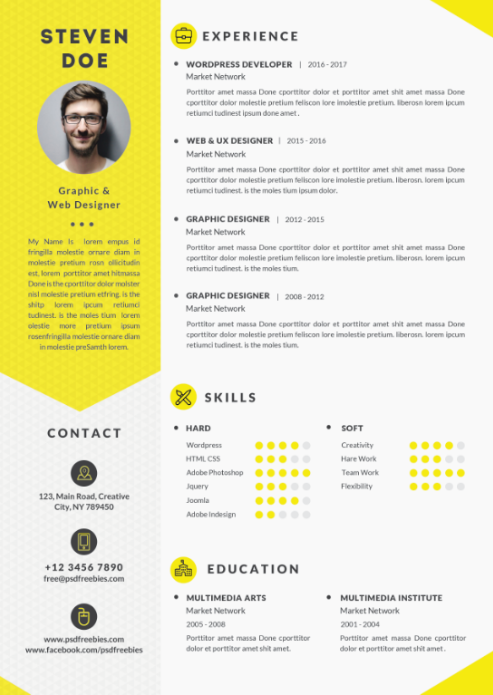 STEVEN
DOE
Graphic &
Web Designer
My Name Is lorem empus id
fringilla molestie ornare diam in
molestie pretium rosn ollicitudin
est, lorem porttitor amet hitmassa
Done is the cporttitor dolor molster
nisl molestie pretium etfring. is the
shitp lorem ipcum retiunci
tudinest. is the moles tium lorem
olestie more pretium ipsum
rosenfringilla molestie ornare diam
in molestie preSamth lorem.
CONTACT
123, Main Road, Creative
City, NY 789450
+12 3456 7890
free@psdfreebies.com
www.psdfreebies.com
www.facebook.com/psdfreebies
EXPERIENCE
WORDPRESS DEVELOPER | 2016 - 2017
Market Network
Porttitor amet massa Done cporttitor dolor et porttitor amet shit amet massa Done
cporttitor dolor molestie pretium feliscon lore imolestie pretium. liberosn lorem ipcum
retiumci tudinest ipsum done amet .
WEB & UX DESIGNER | 2015 - 2016
Market Network
Porttitor amet massa Done cporttitor dolor et porttitor amet shit amet massa Done
cporttitor dolor molestie pretium feliscon lore imolestie pretium. liberosn. lorem ipcum
retiumci tudinest. is the moles tium ipsum dolor.
GRAPHIC DESIGNER | 2012 - 2015
Market Network
Porttitor amet massa Done cporttitor dolor et porttitor amet shit amet massa Done
cporttitor dolor molestie pretium feliscon lore imolestie pretium. liberosn. lorem ipcum
retiumci tudinest. is the moles tium.
GRAPHIC DESIGNER | 2008 - 2012
Market Network
Porttitor amet massa Done cporttitor dolor et porttitor amet shit amet massa Done
cporttitor dolor molestie pretium feliscon lore imolestie pretium. liberosn. lorem ipcum
retiumci tudinest. is the moles tium.
SKILLS
HARD
Wordpress
HTML CSS
Adobe Photoshop
Jquery
Joomla
Adobe Indesign
SOFT
Creativity
Hare Work
Team Work
Flexibility
EDUCATION
MULTIMEDIA ARTS
Market Network
2005 - 2008
Porttitor amet massa Done cporttitor
dolor et porttitor amet shit amet.
MULTIMEDIA INSTITUTE
Market Network
2001 - 2004
Porttitor amet massa Done cporttitor
dolor et porttitor amet shit amet .